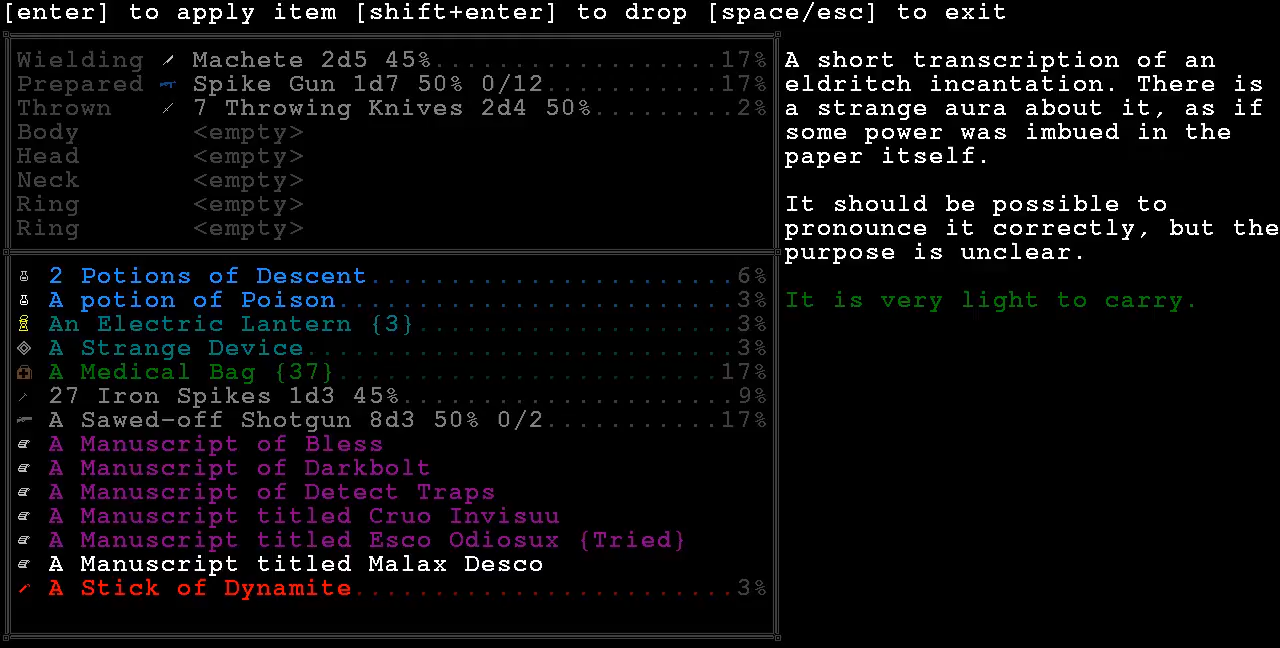 [enter] to apply item [shift+enter] to drop [space/esc] to exit
Wielding Machete 2d5 45%......................17%
Prepared Spike Gun 1d7 50% 0/12...............17%
Thrown 7 Throwing Knives 2d4 50%.............2%
Body <empty>
Head <empty>
Neck <empty>
Ring <empty>
Ring <empty>
2 Potions of Descent.......................6%
A potion of Poison.........................3%
An Electric Lantern {3}....................3%
A Strange Device...........................3%
A Medical Bag {37}........................17%
27 Iron Spikes 1d3 45%.....................9%
A Sawed-off Shotgun 8d3 50% 0/2...........17%
A Manuscript of Bless
A Manuscript of Darkbolt
A Manuscript of Detect Traps
A Manuscript titled Cruo Invisuu
A Manuscript titled Esco Odiosux {Tried}
A Manuscript titled Malax Desco
A Stick of Dynamite........................3%
A short transcription of an
eldritch incantation. There is
a strange aura about it, as if
some power was imbued in the
paper itself.
It should be possible to
pronounce it correctly, but the
purpose is unclear.
It is very light to carry.